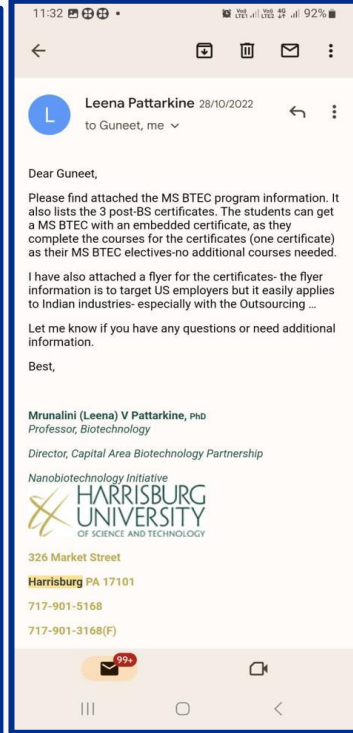 11:32
Vo) LTE1 Vo) LTE2 4G 92%
L
Leena Pattarkine 28/10/2022
to Guneet, me
Dear Guneet,
Please find attached the MS BTEC program information. It
also lists the 3 post-BS certificates. The students can get
a MS BTEC with an embedded certificate, as they
complete the courses for the certificates (one certificate)
as their MS BTEC electives-no additional courses needed.
I have also attached a flyer for the certificates- the flyer
information is to target US employers but it easily applies
to Indian industries- especially with the Outsourcing ...
Let me know if you have any questions or need additional
information.
Best,
Mrunalini (Leena) V Pattarkine, PhD
Professor, Biotechnology
Director, Capital Area Biotechnology Partnership
Nanobiotechnology Initiative
HARRISBURG
UNIVERSITY
OF SCIENCE AND TECHNOLOGY
326 Market Street
Harrisburg PA 17101
717-901-5168
717-901-3168(F)
99+